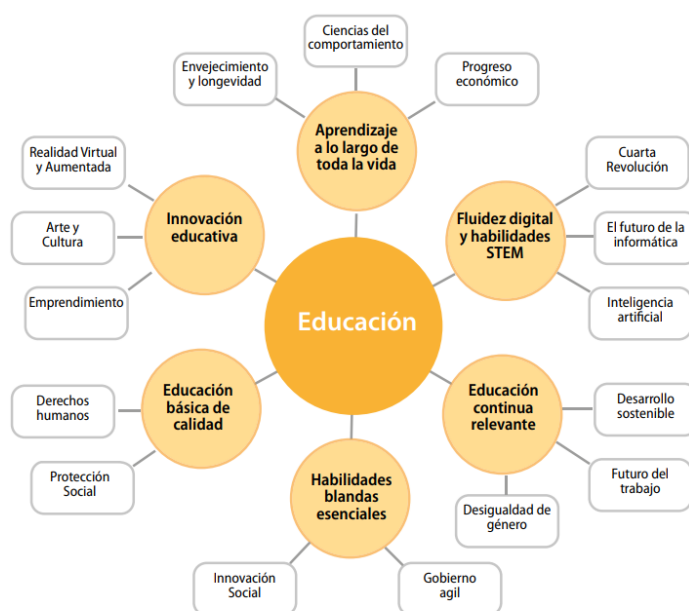 Ciencias del
comportamiento
Envejecimiento
y longevidad
Progreso
económico
Aprendizaje
a lo largo de
toda la vida
Realidad Virtual
y Aumentada
Arte y
Cultura
Emprendimiento
Innovación
educativa
Fluidez digital
y habilidades
STEM
Cuarta
Revolución
El futuro de la
informática
Inteligencia
artificial
Educación
Educación
básica de
calidad
Derechos
humanos
Protección
Social
Educación
continua
relevante
Desarrollo
sostenible
Futuro del
trabajo
Desigualdad de
género
Habilidades
blandas
esenciales
Innovación
Social
Gobierno
agil